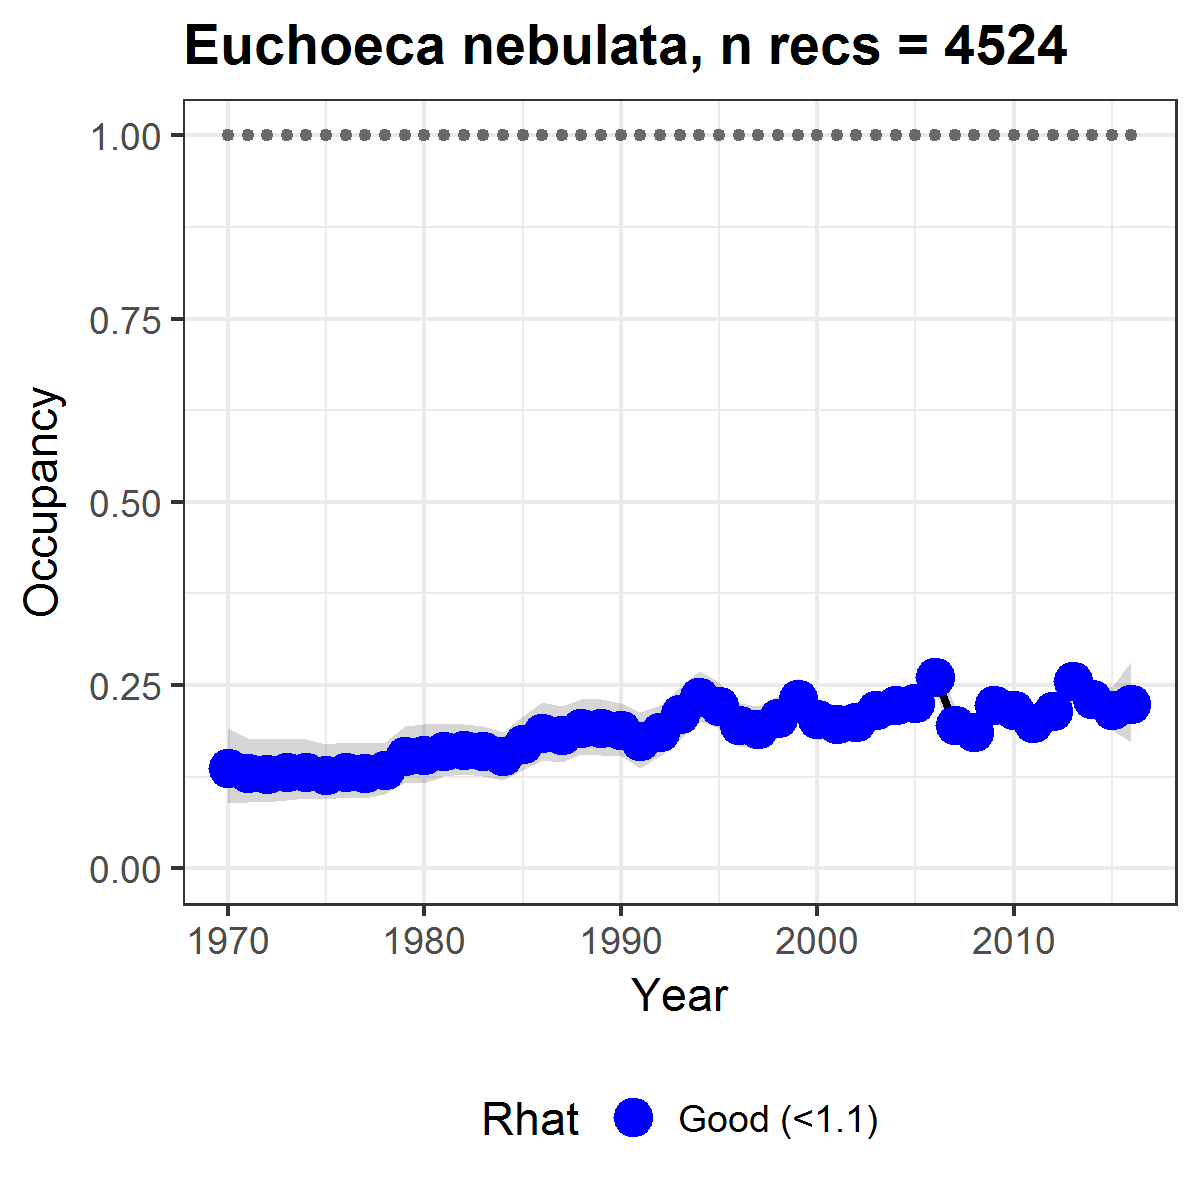 Euchoeca nebulata, n recs = 4524
1.00
0.75
0.50
0.25
0.00
Occupancy
1970 1980 1990 2000 2010
Year
Rhat Good (<1.1)